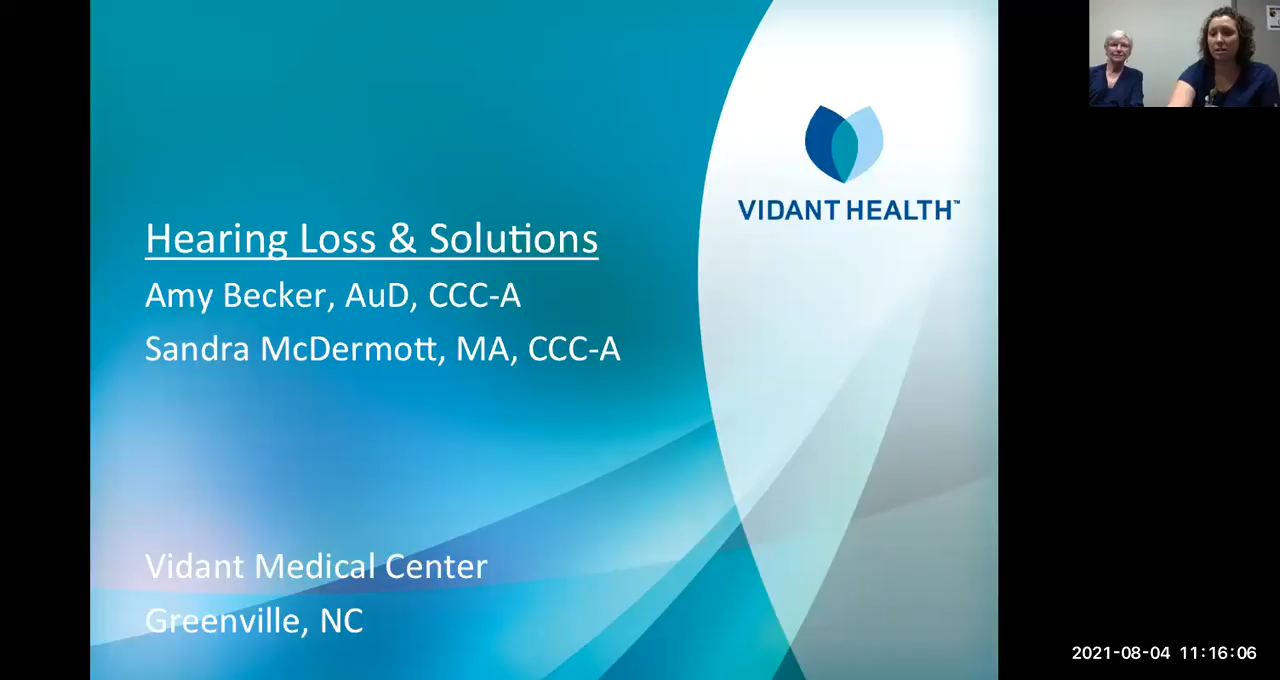 VIDANT HEALTH™
Hearing Loss & Solutions
Amy Becker, AuD, CCC-A
Sandra McDermott, MA, CCC-A
Vidant Medical Center
Greenville, NC
2021-08-04 11:16:06